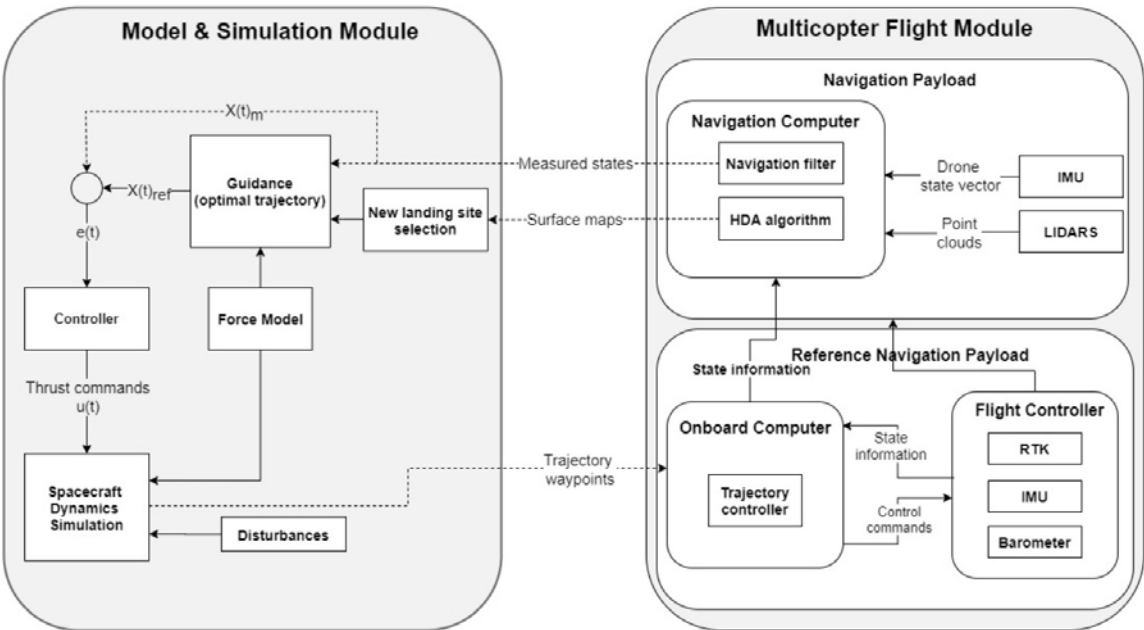 Model & Simulation Module
X(t)m
Guidance
(optimal trajectory)
X(t)ref
New landing site
selection
e(t)
Controller
Force Model
Thrust commands
u(t)
Spacecraft
Dynamics
Simulation
Disturbances
Measured states
Surface maps
Trajectory
waypoints
Multicopter Flight Module
Navigation Payload
Navigation Computer
Navigation filter
HDA algorithm
Drone
state vector
IMU
Point
clouds
LIDARS
Reference Navigation Payload
State information
Onboard Computer
Trajectory
controller
State
information
Control
commands
Flight Controller
RTK
IMU
Barometer